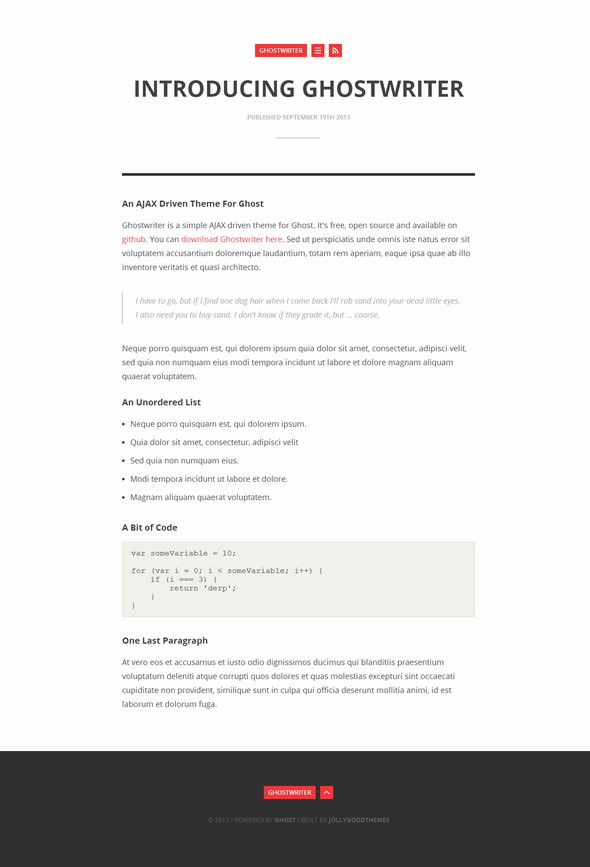 GHOSTWRITER
INTRODUCING GHOSTWRITER
PUBLISHED SEPTEMBER 19TH 2013
An AJAX Driven Theme For Ghost
Ghostwriter is a simple AJAX driven theme for Ghost. It's free, open source and available on
github. You can download Ghostwriter here. Sed ut perspiciatis unde omnis iste natus error sit
voluptatem accusantium doloremque laudantium, totam rem aperiam, eaque ipsa quae ab illo
inventore veritatis et quasi architecto.
I have to go, but if I find one dog hair when I come back I'll rub sand into your dead little eyes.
I also need you to buy sand. I don't know if they grade it, but ... coarse.
Neque porro quisquam est, qui dolorem ipsum quia dolor sit amet, consectetur, adipisci velit,
sed quia non numquam eius modi tempora incidunt ut labore et dolore magnam aliquam
quaerat voluptatem.
An Unordered List
• Neque porro quisquam est, qui dolorem ipsum.
• Quia dolor sit amet, consectetur, adipisci velit
• Sed quia non numquam eius.
• Modi tempora incidunt ut labore et dolore.
• Magnam aliquam quaerat voluptatem.
A Bit of Code
var someVariable = 10;
for (var i = 0; i < someVariable; i++) {
    if (i === 3) {
        return 'derp';
    }
}
One Last Paragraph
At vero eos et accusamus et iusto odio dignissimos ducimus qui blanditiis praesentium
voluptatum deleniti atque corrupti quos dolores et quas molestias excepturi sint occaecati
cupiditate non provident, similique sunt in culpa qui officia deserunt mollitia animi, id est
laborum et dolorum fuga.
GHOSTWRITER
© 2013 / POWERED BY GHOST / BUILT BY JOLLYGOODTHEMES